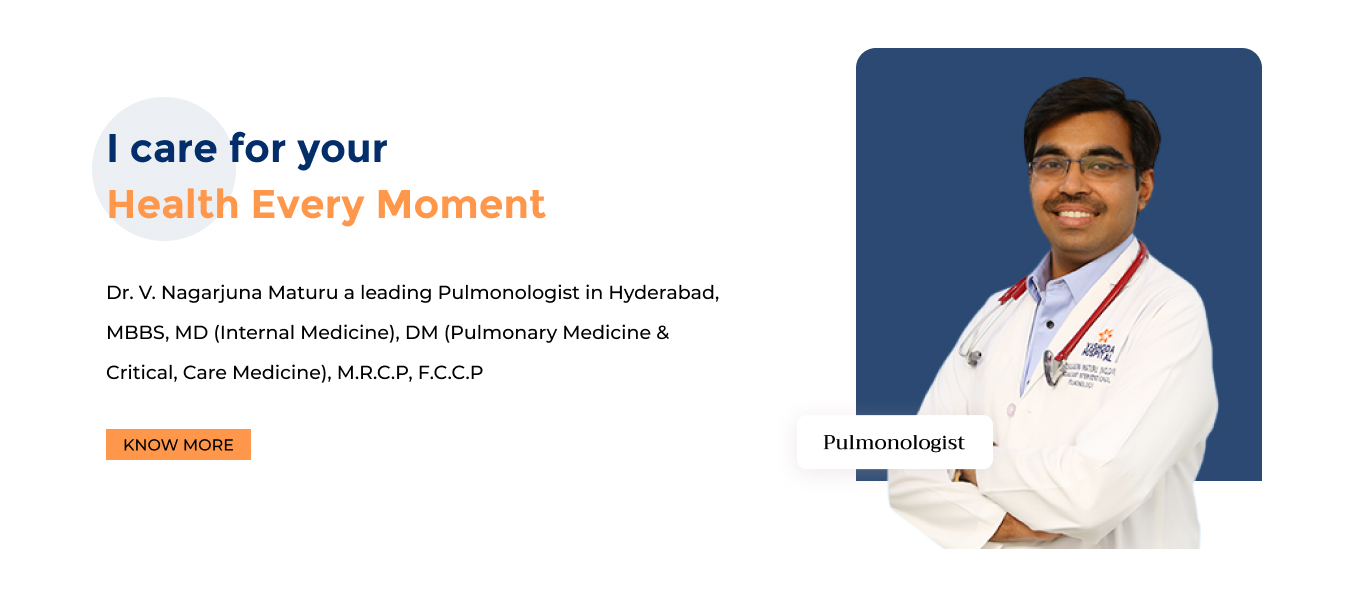 I care for your
Health Every Moment
Dr. V. Nagarjuna Maturu a leading Pulmonologist in Hyderabad,
MBBS, MD (Internal Medicine), DM (Pulmonary Medicine &
Critical, Care Medicine), M.R.C.P, F.C.C.P
KNOW MORE
YASHODA
HOSPITAL
PULMONOLOGY
Pulmonologist